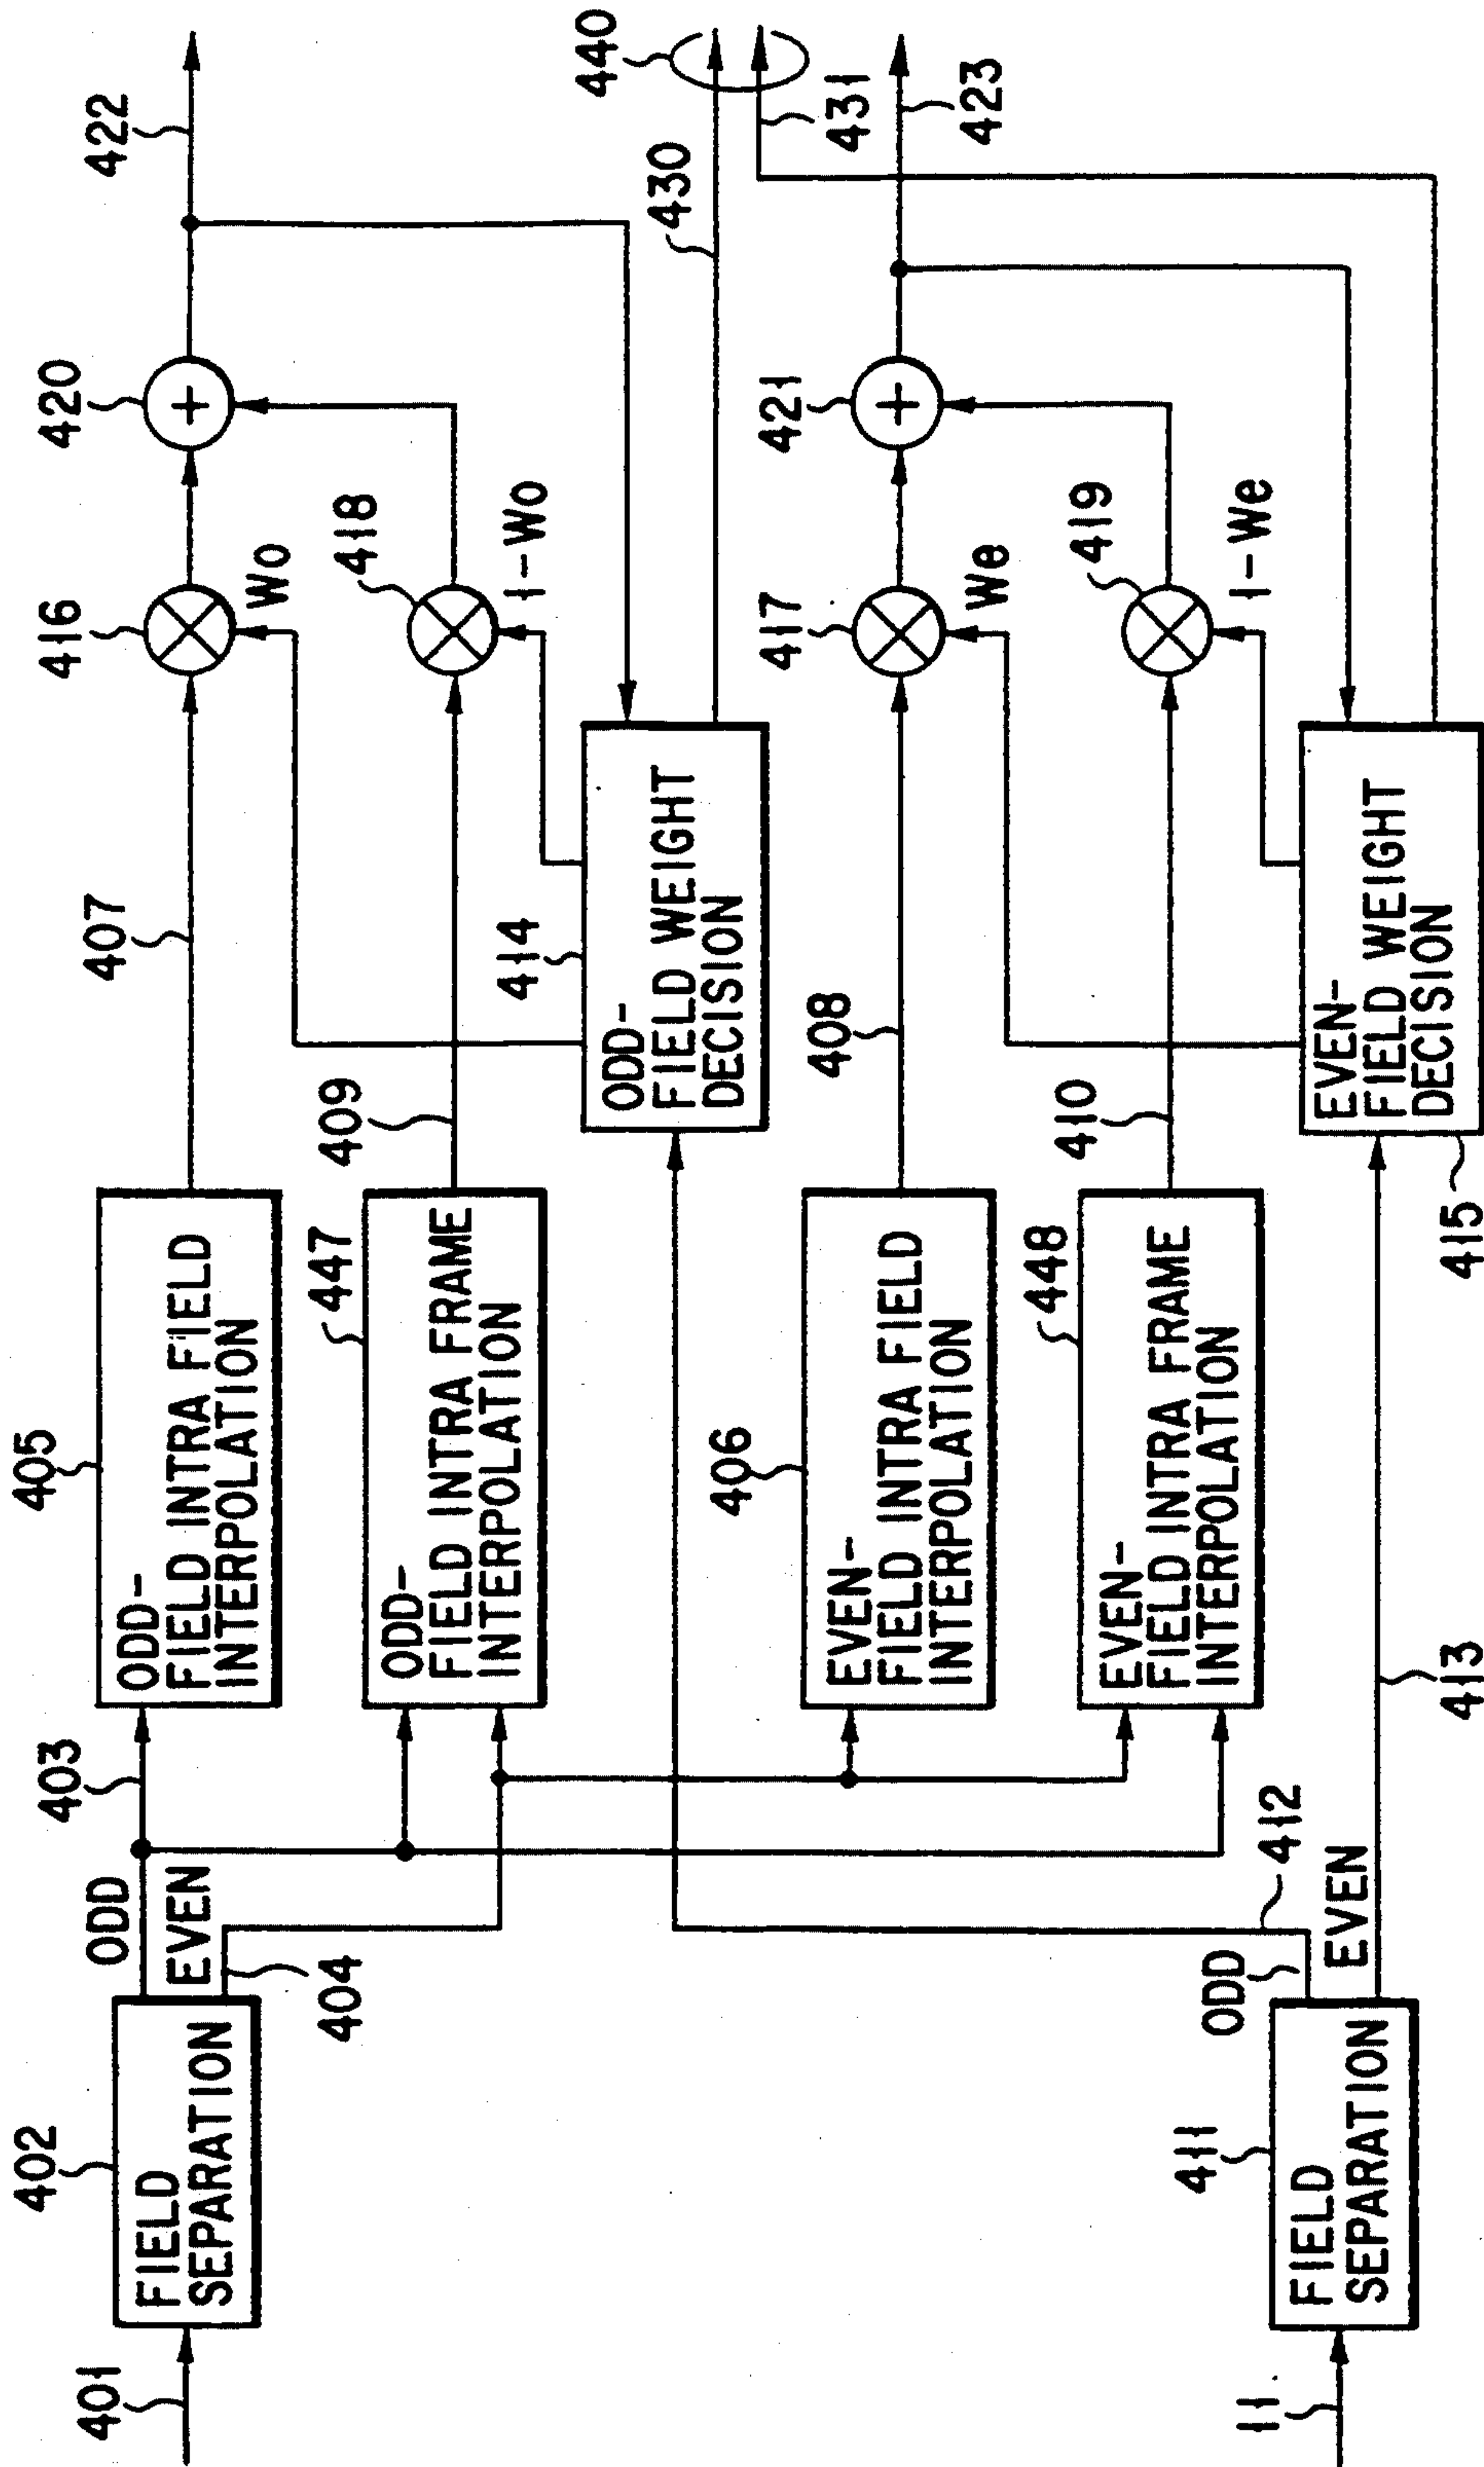 401
402
FIELD
SEPARATION
ODD
EVEN
403
404
405
ODD-
FIELD INTRA FIELD
INTERPOLATION
407
447
ODD-
FIELD INTRA FRAME
INTERPOLATION
409
416
Wo
418
1-Wo
420
422
414
ODD-
FIELD WEIGHT
DECISION
430
440
431
406
EVEN-
FIELD INTRA FIELD
INTERPOLATION
408
417
We
421
423
448
EVEN-
FIELD INTRA FRAME
INTERPOLATION
410
419
1-We
11
411
FIELD
SEPARATION
ODD
412
EVEN
413
415
EVEN-
FIELD WEIGHT
DECISION